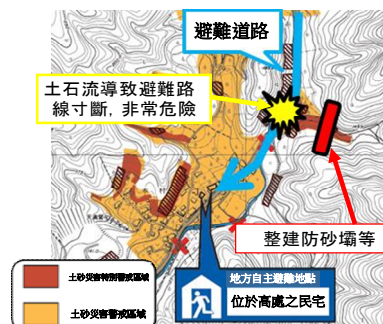 避難道路
土石流導致避難路
線寸斷, 非常危險
整建防砂壩等
土砂災害特別警戒區域
土砂災害警戒區域
地方自主避難地點
位於高處之民宅